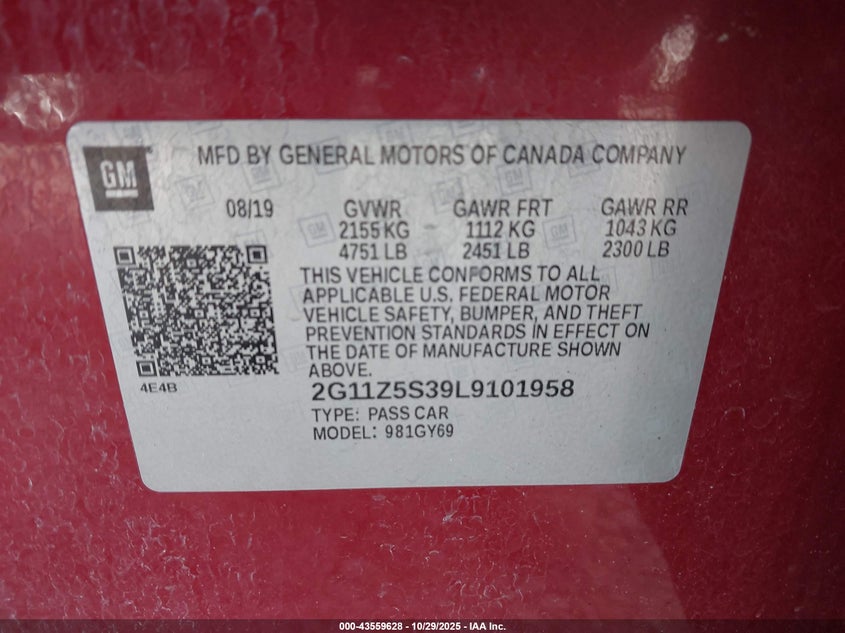 GM
MFD BY GENERAL MOTORS OF CANADA COMPANY
08/19 GVWR GAWR FRT GAWR RR
2155 KG 1112 KG 1043 KG
4751 LB 2451 LB 2300 LB
THIS VEHICLE CONFORMS TO ALL
APPLICABLE U.S. FEDERAL MOTOR
VEHICLE SAFETY, BUMPER, AND THEFT
PREVENTION STANDARDS IN EFFECT ON
THE DATE OF MANUFACTURE SHOWN
ABOVE.
4E4B
2G11Z5S39L9101958
TYPE: PASS CAR
MODEL: 981GY69
000-43559628 - 10/29/2025 - IAA Inc.